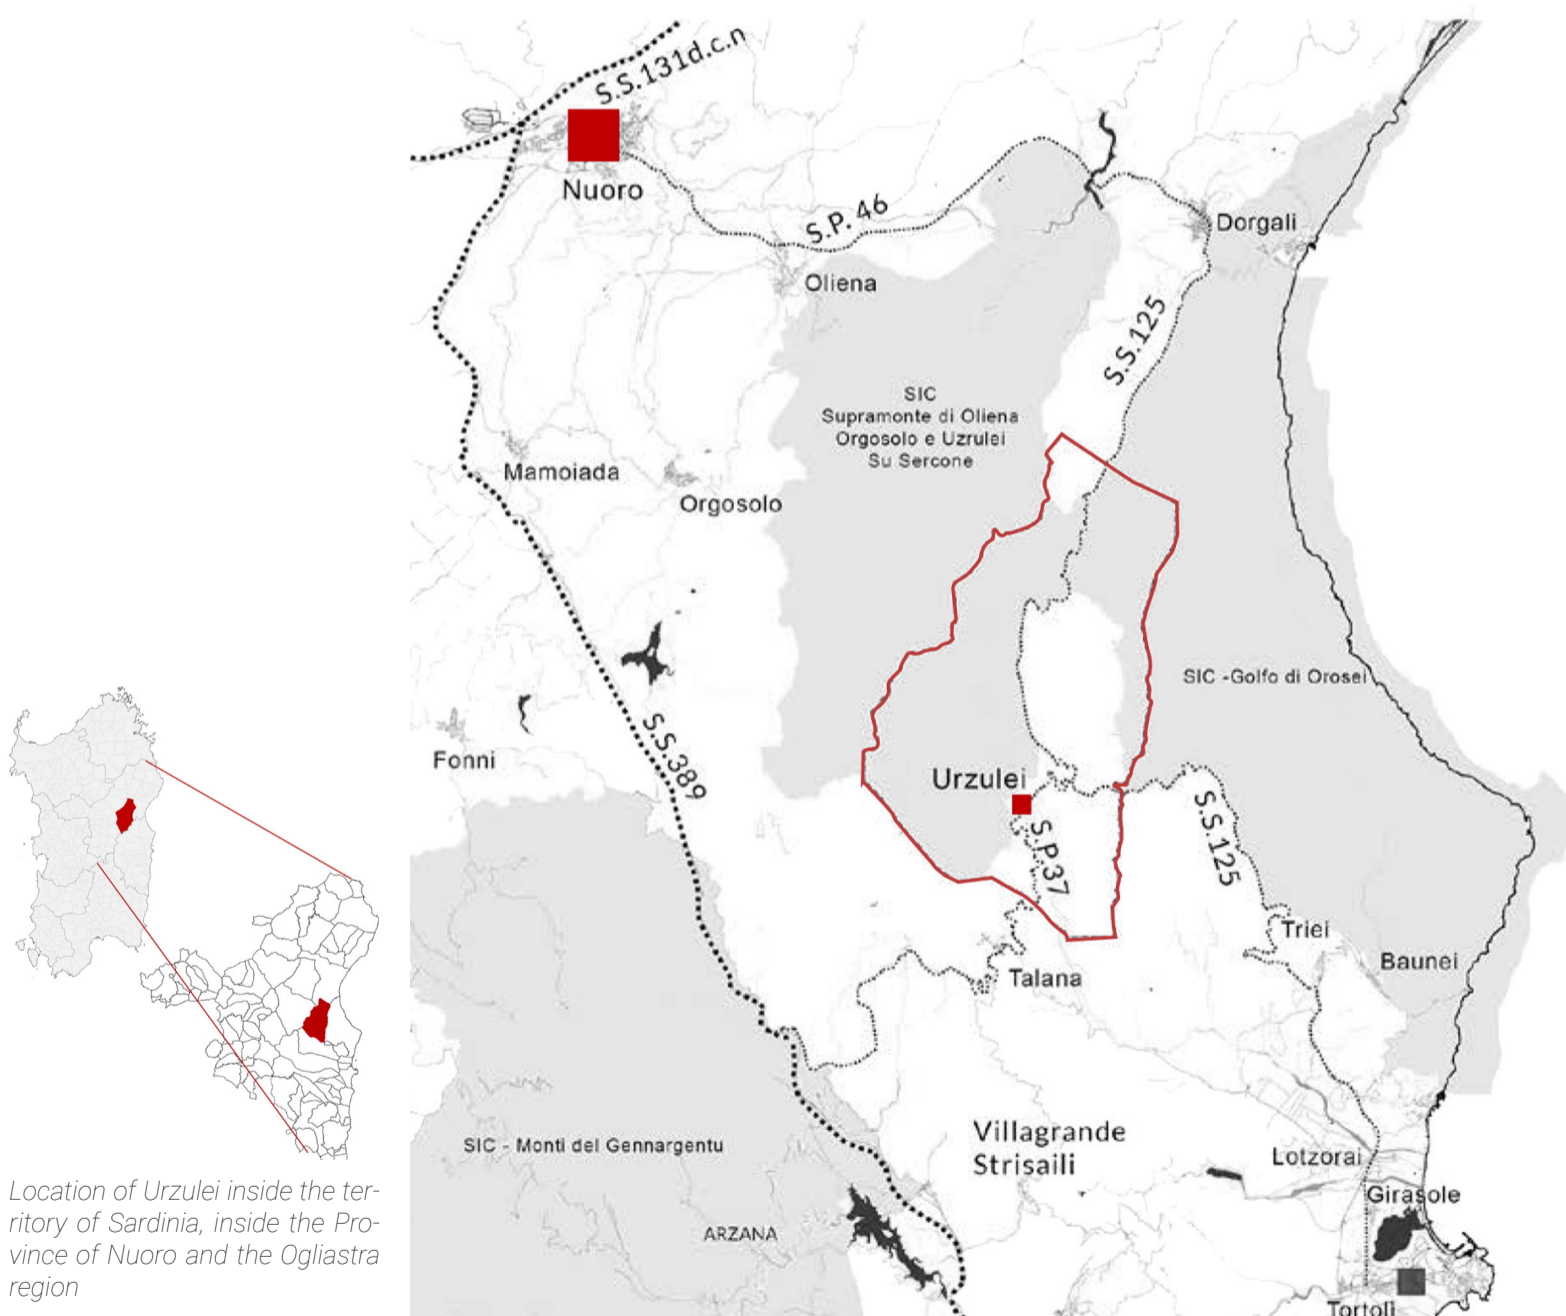 S.S.131d.c.n
Nuoro
S.P. 46
Dorgali
Oliena
S.S.125
SIC
Supramonte di Oliena
Orgosolo e Uzrulei
Su Sercone
Mamoiada
Orgosolo
SIC -Golfo di Orosei
S.S.389
Fonni
Urzulei
S.P.37
S.S.125
Triei
Baunei
Talana
Villagrande
Strisaili
SIC - Monti del Gennargentu
Lotzorai
Girasole
ARZANA
Tortolì
Location of Urzulei inside the ter-
ritory of Sardinia, inside the Pro-
vince of Nuoro and the Ogliastra
region